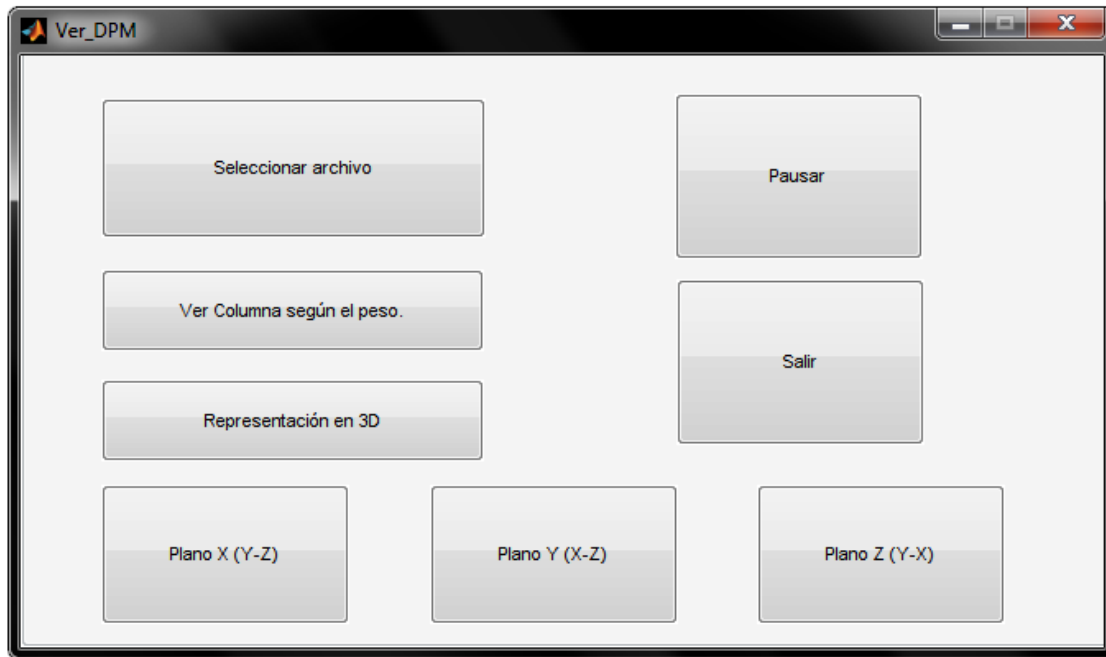 Ver_DPM
Seleccionar archivo
Pausar
Ver Columna según el peso.
Salir
Representación en 3D
Plano X (Y-Z)
Plano Y (X-Z)
Plano Z (Y-X)